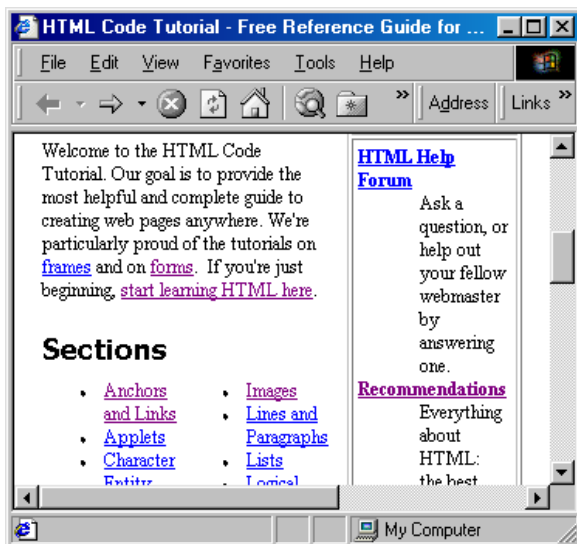 HTML Code Tutorial - Free Reference Guide for ...
File Edit View Favorites Tools Help
» Address Links »
Welcome to the HTML Code
Tutorial. Our goal is to provide the
most helpful and complete guide to
creating web pages anywhere. We're
particularly proud of the tutorials on
frames and on forms. If you're just
beginning, start learning HTML here.
Sections
• Anchors
and Links
• Applets
• Character
Entity
• Images
• Lines and
Paragraphs
• Lists
• Logical
HTML Help
Forum
Ask a
question, or
help out
your fellow
webmaster
by
answering
one.
Recommendations
Everything
about
HTML:
the best
My Computer